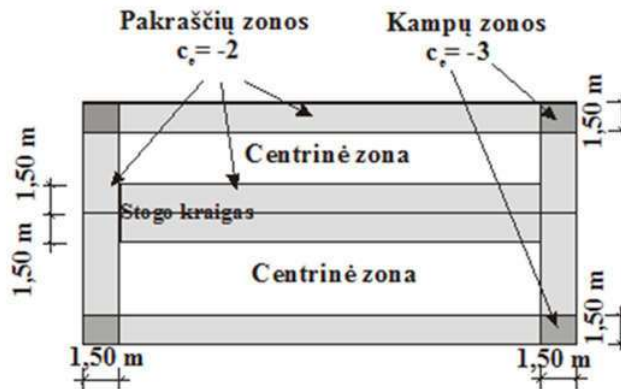 Pakraščių zonos
cₑ= -2
Kampų zonos
cₑ= -3
1,50 m
Centrinė zona
1,50 m
Stogo kraigas
1,50 m
Centrinė zona
1,50 m
1,50 m
1,50 m